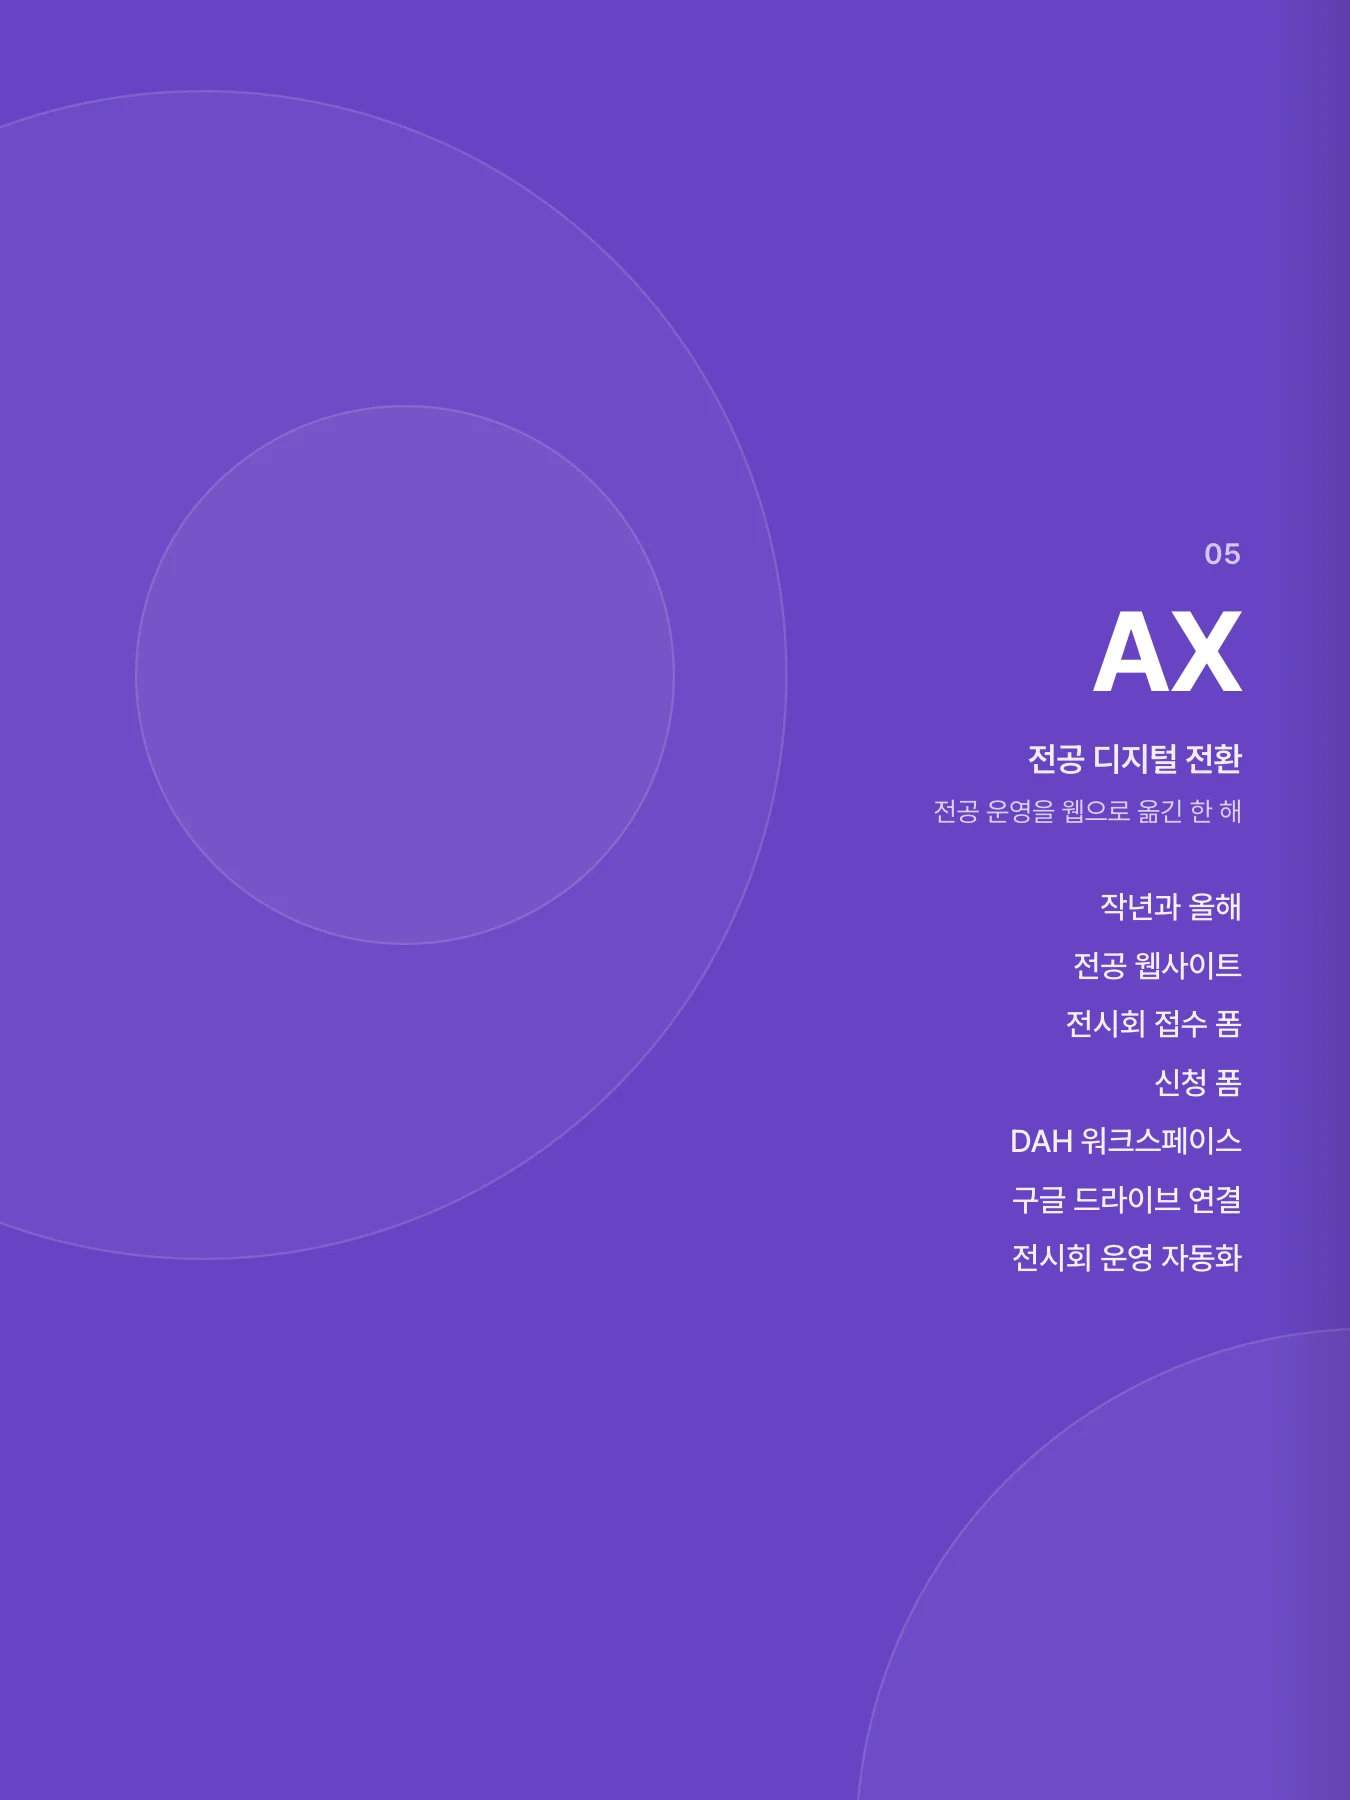 05
AX
전공 디지털 전환
전공 운영을 웹으로 옮긴 한 해
작년과 올해
전공 웹사이트
전시회 접수 폼
신청 폼
DAH 워크스페이스
구글 드라이브 연결
전시회 운영 자동화